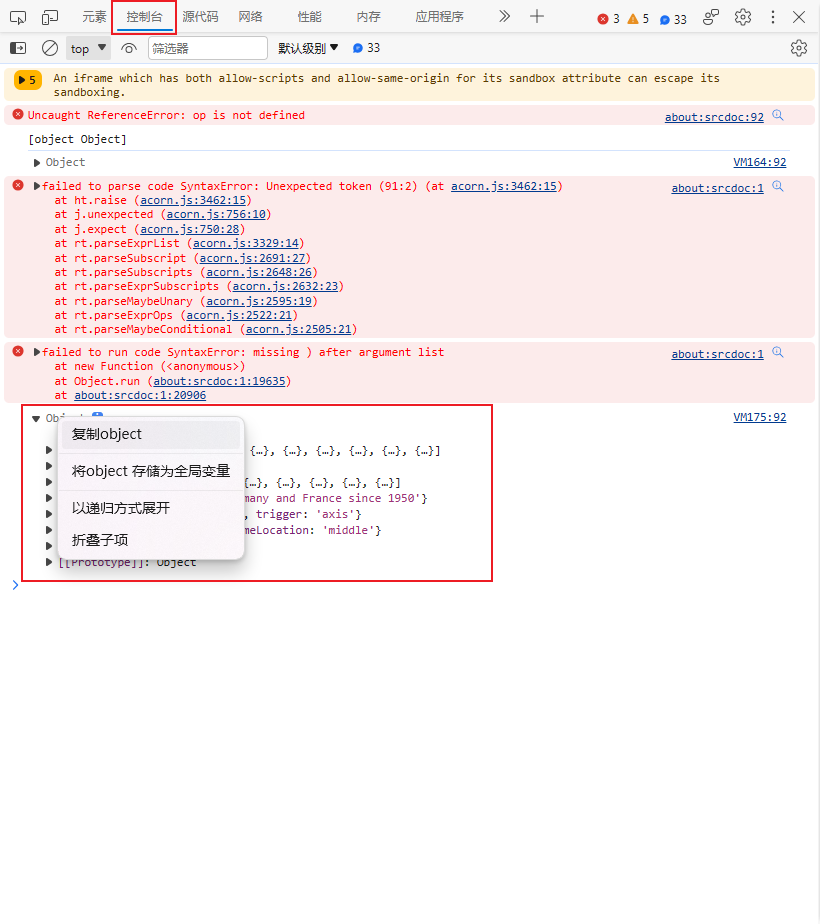 元素 控制台 源代码 网络 性能 内存 应用程序 3 5 33
top 筛选器 默认级别 33
5 An iframe which has both allow-scripts and allow-same-origin for its sandbox attribute can escape its
sandboxing.
Uncaught ReferenceError: op is not defined about:srcdoc:92
[object Object]
Object VM164:92
failed to parse code SyntaxError: Unexpected token (91:2) (at acorn.js:3462:15) about:srcdoc:1
at ht.raise (acorn.js:3462:15)
at j.unexpected (acorn.js:756:10)
at j.expect (acorn.js:750:28)
at rt.parseExprList (acorn.js:3329:14)
at rt.parseSubscript (acorn.js:2691:27)
at rt.parseSubscripts (acorn.js:2648:26)
at rt.parseExprSubscripts (acorn.js:2632:23)
at rt.parseMaybeUnary (acorn.js:2595:19)
at rt.parseExprOps (acorn.js:2522:21)
at rt.parseMaybeConditional (acorn.js:2505:21)
failed to run code SyntaxError: missing ) after argument list about:srcdoc:1
at new Function (<anonymous>)
at Object.run (about:srcdoc:1:19635)
at about:srcdoc:1:20906
VM175:92
复制object
{…}, {…}, {…}, {…}, {…}, {…}]
将object 存储为全局变量
{…}, {…}, {…}, {…}, {…}]
many and France since 1950'}
以递归方式展开
, trigger: 'axis'}
meLocation: 'middle'}
折叠子项
[[Prototype]]: Object